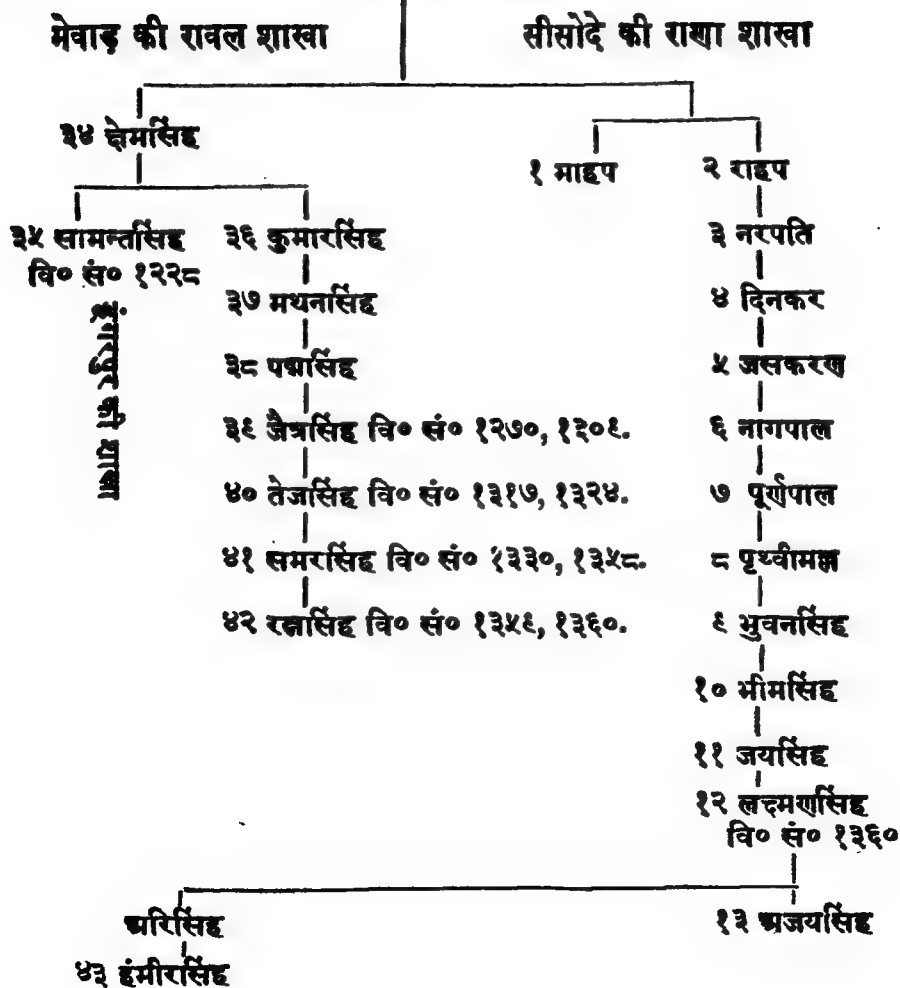 मेवाड़ की रावल शाखा
सीसोदे की राणा शाखा
३४ क्षेमसिंह
१ माहप
२ राहप
३५ सामन्तसिंह
वि० सं० १२२८
डूंगरपुर की शाखा
३६ कुमारसिंह
३७ मथनसिंह
३८ पद्मसिंह
३९ जैत्रसिंह वि० सं० १२७०, १३०९.
४० तेजसिंह वि० सं० १३१७, १३२४.
४१ समरसिंह वि० सं० १३३०, १३५८.
४२ रत्नसिंह वि० सं० १३५९, १३६०.
३ नरपति
४ दिनकर
५ जसकरण
६ नागपाल
७ पूर्णपाल
८ पृथ्वीमल्ल
९ भुवनसिंह
१० भीमसिंह
११ जयसिंह
१२ लक्ष्मणसिंह
वि० सं० १३६०
अरिसिंह
१३ अजयसिंह
४३ हंमीरसिंह